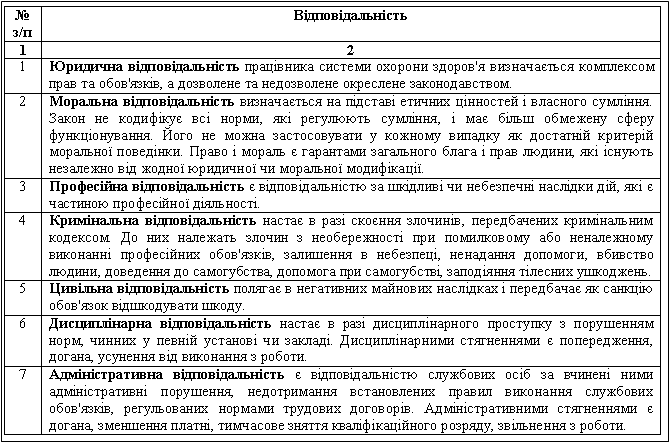 № Відповідальність
з/п
1 2
1 Юридична відповідальність працівника системи охорони здоров'я визначається комплексом
прав та обов'язків, а дозволене та недозволене окреслене законодавством.
2 Моральна відповідальність визначається на підставі етичних цінностей і власного сумління.
Закон не кодифікує всі норми, які регулюють сумління, і має більш обмежену сферу
функціонування. Його не можна застосовувати у кожному випадку як достатній критерій
моральної поведінки. Право і мораль є гарантами загального блага і прав людини, які існують
незалежно від жодної юридичної чи моральної модифікації.
3 Професійна відповідальність є відповідальністю за шкідливі чи небезпечні наслідки дій, які є
частиною професійної діяльності.
4 Кримінальна відповідальність настає в разі скоєння злочинів, передбачених кримінальним
кодексом. До них належать злочин з необережності при помилковому або неналежному
виконанні професійних обов'язків, залишення в небезпеці, ненадання допомоги, вбивство
людини, доведення до самогубства, допомога при самогубстві, заподіяння тілесних ушкоджень.
5 Цивільна відповідальність полягає в негативних майнових наслідках і передбачає як санкцію
обов'язок відшкодувати шкоду.
6 Дисциплінарна відповідальність настає в разі дисциплінарного проступку з порушенням
норм, чинних у певній установі чи закладі. Дисциплінарними стягненнями є попередження,
догана, усунення від виконання з роботи.
7 Адміністративна відповідальність є відповідальністю службових осіб за вчинені ними
адміністративні порушення, недотримання встановлених правил виконання службових
обов'язків, регульованих нормами трудових договорів. Адміністративними стягненнями є
догана, зменшення платні, тимчасове зняття кваліфікаційного розряду, звільнення з роботи.